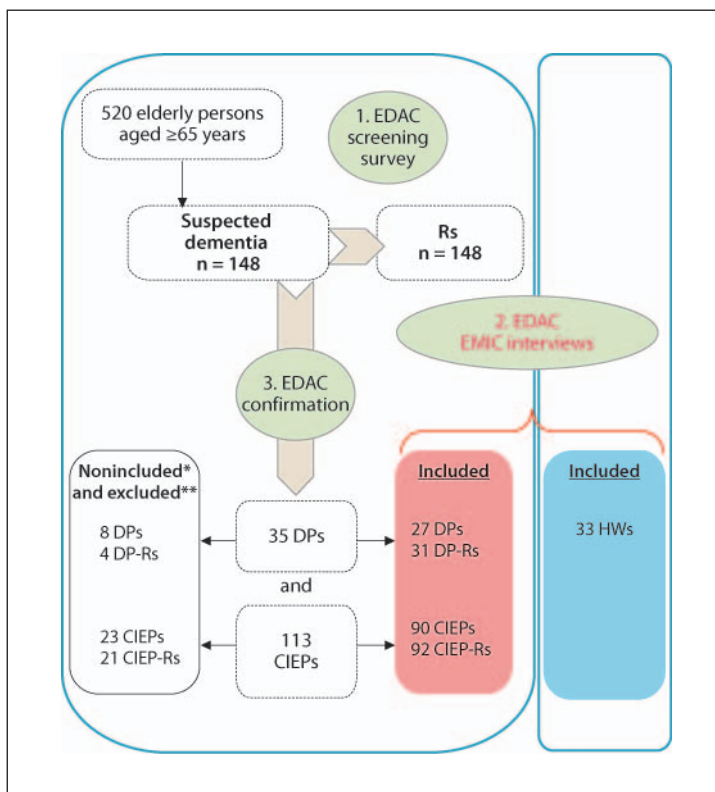 520 elderly persons
aged ≥65 years
1. EDAC
screening
survey
Suspected
dementia
n = 148
Rs
n = 148
2. EDAC
EMIC interviews
3. EDAC
confirmation
Nonincluded*
and excluded**
8 DPs
4 DP-Rs
23 CIEPs
21 CIEP-Rs
35 DPs
and
113
CIEPs
Included
27 DPs
31 DP-Rs
90 CIEPs
92 CIEP-Rs
Included
33 HWs